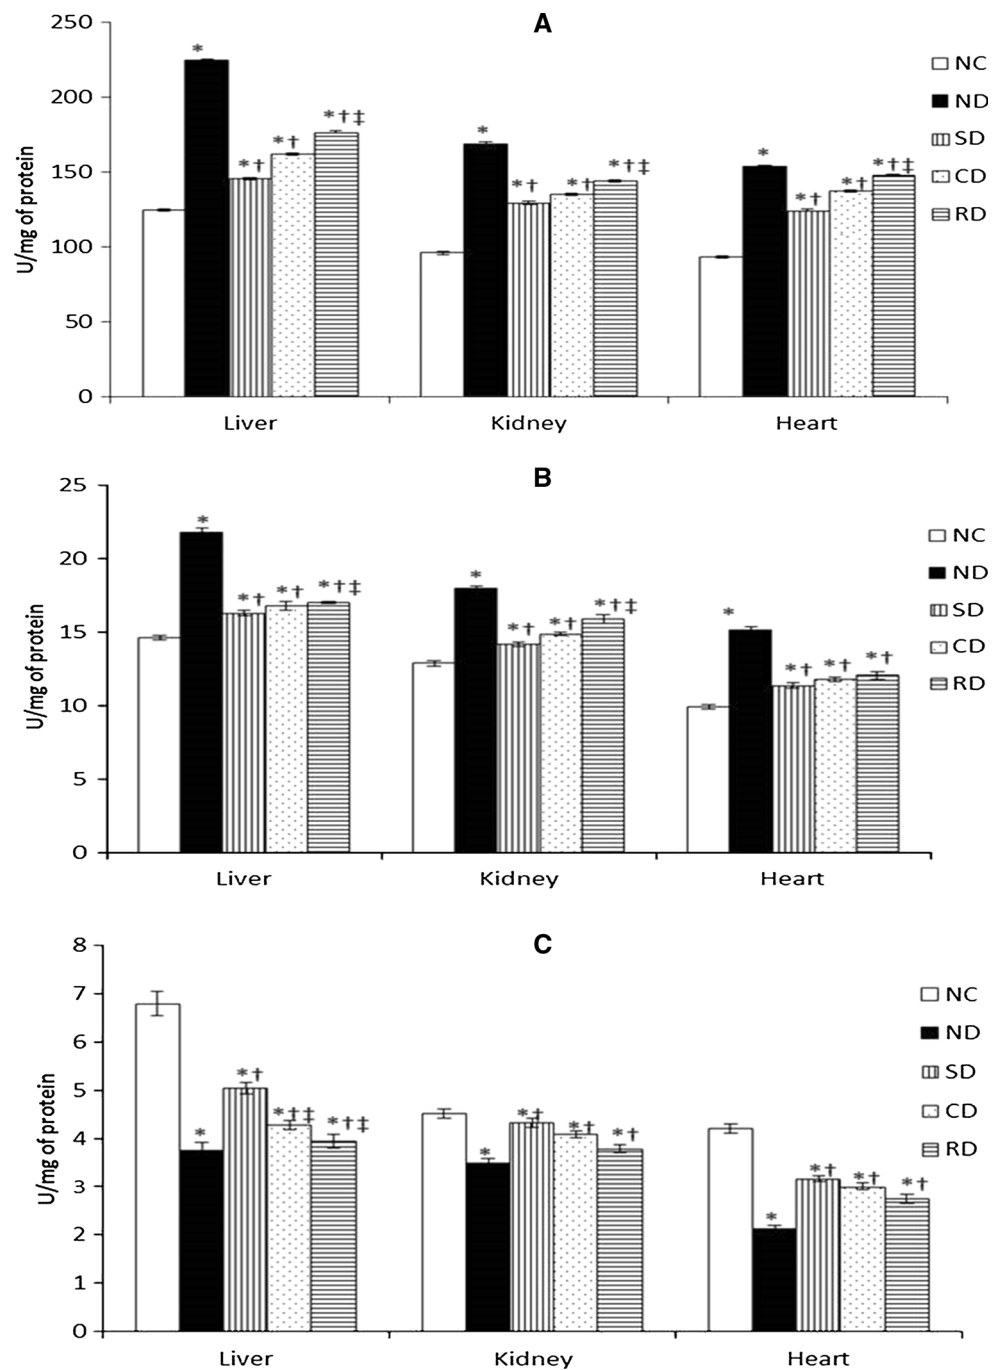 A
250
200
150
100
50
0
U/mg of protein
*
*†
*†
*†‡
*
*†
*†
*†‡
*
*†
*†
*†‡
Liver
Kidney
Heart
NC
ND
SD
CD
RD
B
25
20
15
10
5
0
U/mg of protein
*
*†
*†
*†‡
*
*†
*†
*†‡
*
*†
*†
*†
Liver
Kidney
Heart
NC
ND
SD
CD
RD
C
8
7
6
5
4
3
2
1
0
U/mg of protein
*
*†
*†‡
*†‡
*
*†
*†
*†
*
*†
*†
*†
Liver
Kidney
Heart
NC
ND
SD
CD
RD